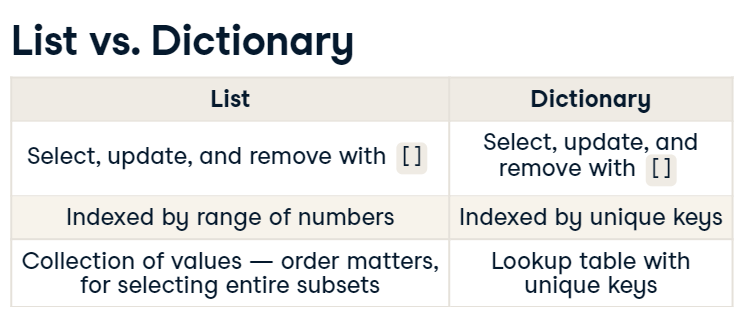 List vs. Dictionary
List
Dictionary
Select, update, and remove with []
Select, update, and
remove with []
Indexed by range of numbers
Indexed by unique keys
Collection of values — order matters,
for selecting entire subsets
Lookup table with
unique keys